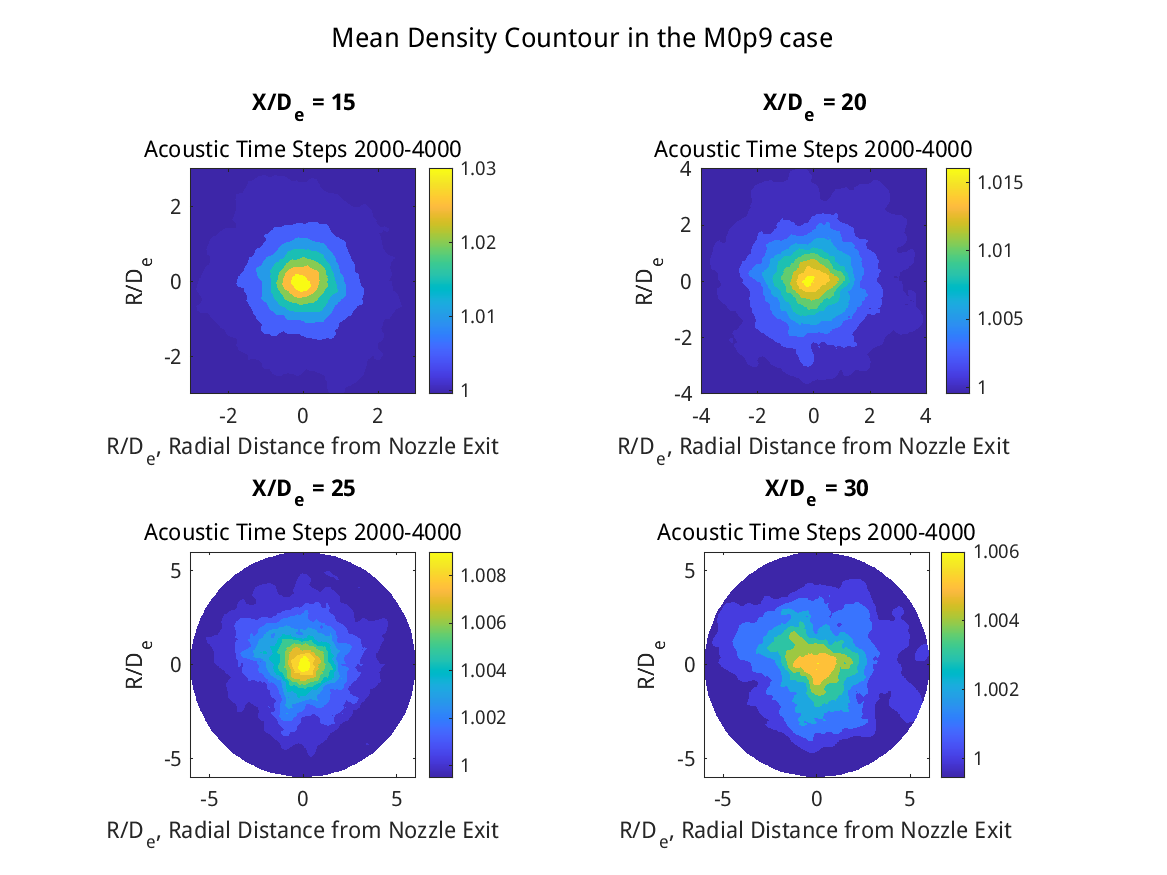 Mean Density Countour in the M0p9 case
X/De = 15
Acoustic Time Steps 2000-4000
2
0
-2
R/De
-2
0
2
R/De, Radial Distance from Nozzle Exit
1.03
1.02
1.01
1
X/De = 20
Acoustic Time Steps 2000-4000
4
2
0
-2
-4
R/De
-4
-2
0
2
4
R/De, Radial Distance from Nozzle Exit
1.015
1.010
1.005
1
X/De = 25
Acoustic Time Steps 2000-4000
5
0
-5
R/De
-5
0
5
R/De, Radial Distance from Nozzle Exit
1.008
1.006
1.004
1.002
1
X/De = 30
Acoustic Time Steps 2000-4000
5
0
-5
R/De
-5
0
5
R/De, Radial Distance from Nozzle Exit
1.006
1.004
1.002
1